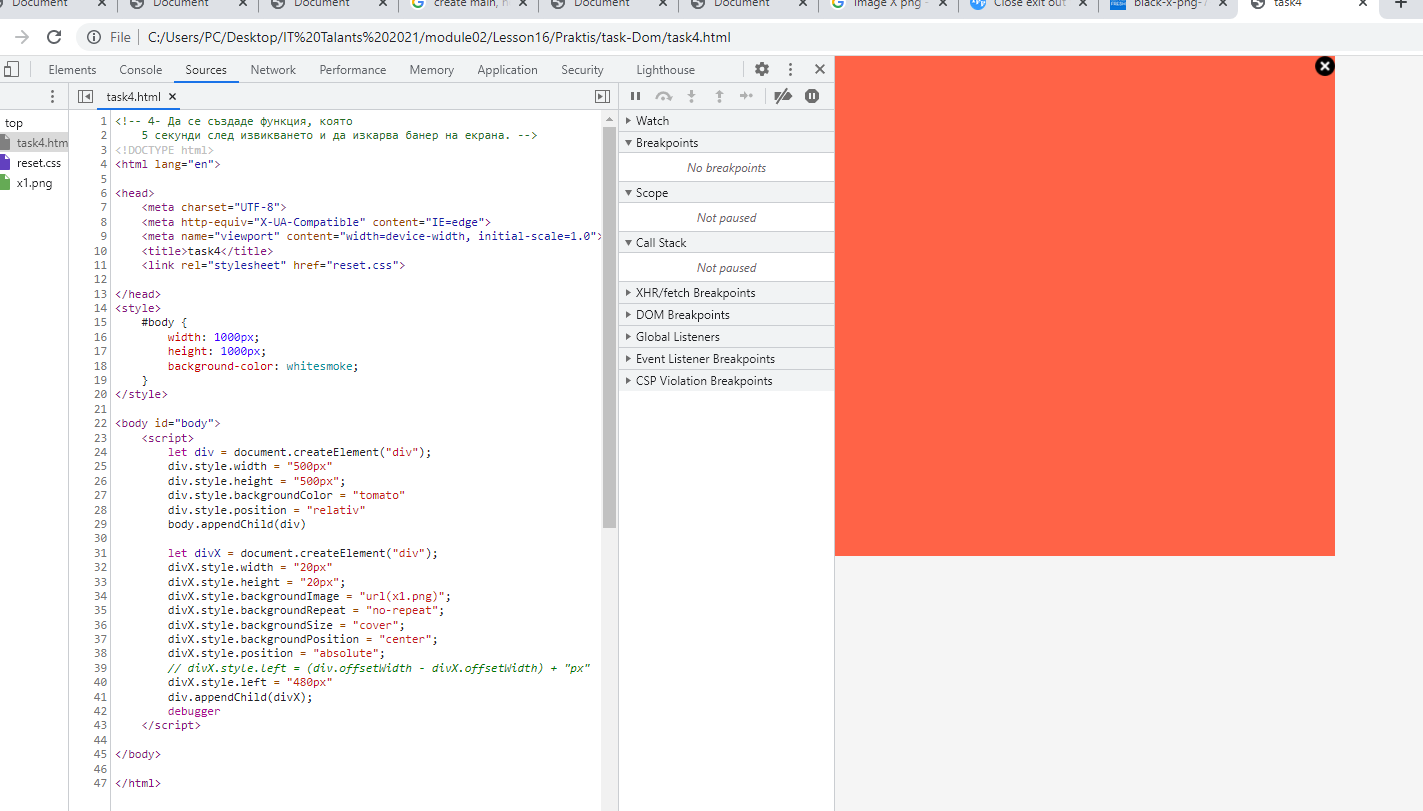 Document
Document
Document
create main, h
Document
Document
Image X png -
Close exit out
black-x-png-7
task4
File
C:/Users/PC/Desktop/IT%20Talants%202021/module02/Lesson16/Praktis/task-Dom/task4.html
Elements Console Sources Network Performance Memory Application Security Lighthouse
task4.html
top
task4.htm
reset.css
x1.png
1 <!-- 4- Да се създаде функция, която
2 5 секунди след извикването и да изкарва банер на екрана. -->
3 <!DOCTYPE html>
4 <html lang="en">
5
6 <head>
7 <meta charset="UTF-8">
8 <meta http-equiv="X-UA-Compatible" content="IE=edge">
9 <meta name="viewport" content="width=device-width, initial-scale=1.0">
10 <title>task4</title>
11 <link rel="stylesheet" href="reset.css">
12
13 </head>
14 <style>
15 #body {
16 width: 1000px;
17 height: 1000px;
18 background-color: whitesmoke;
19 }
20 </style>
21
22 <body id="body">
23 <script>
24 let div = document.createElement("div");
25 div.style.width = "500px"
26 div.style.height = "500px";
27 div.style.backgroundColor = "tomato"
28 div.style.position = "relativ"
29 body.appendChild(div)
30
31 let divX = document.createElement("div");
32 divX.style.width = "20px"
33 divX.style.height = "20px";
34 divX.style.backgroundImage = "url(x1.png)";
35 divX.style.backgroundRepeat = "no-repeat";
36 divX.style.backgroundSize = "cover";
37 divX.style.backgroundPosition = "center";
38 divX.style.position = "absolute";
39 // divX.style.left = (div.offsetWidth - divX.offsetWidth) + "px"
40 divX.style.left = "480px"
41 div.appendChild(divX);
42 debugger
43 </script>
44
45 </body>
46
47 </html>
Watch
Breakpoints
No breakpoints
Scope
Not paused
Call Stack
Not paused
XHR/fetch Breakpoints
DOM Breakpoints
Global Listeners
Event Listener Breakpoints
CSP Violation Breakpoints